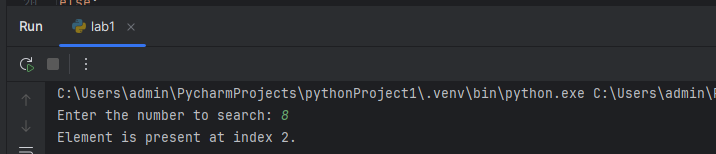 else:
Run lab1
C:\Users\admin\PycharmProjects\pythonProject1\.venv\bin\python.exe C:\Users\admin\
Enter the number to search: 8
Element is present at index 2.